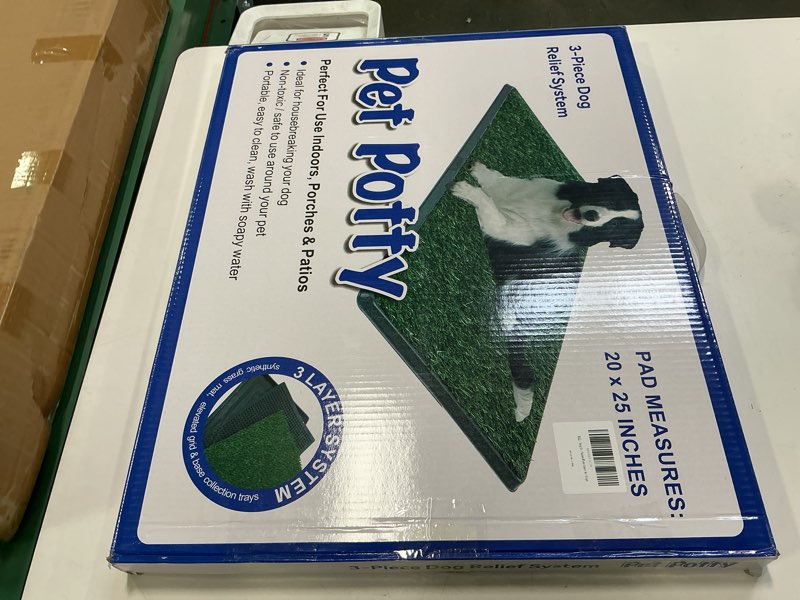 3-Piece Dog
Relief System
Pet Potty
Perfect For Use Indoors, Porches & Patios
• Ideal for housebreaking your dog
• Non-toxic / safe to use around your pet
• Portable, easy to clean, wash with soapy water
PAD MEASURES:
20 x 25 INCHES
3 LAYER SYSTEM
synthetic grass mat, elevated grid & base collection trays
3-Piece Dog Relief System
Pet Potty